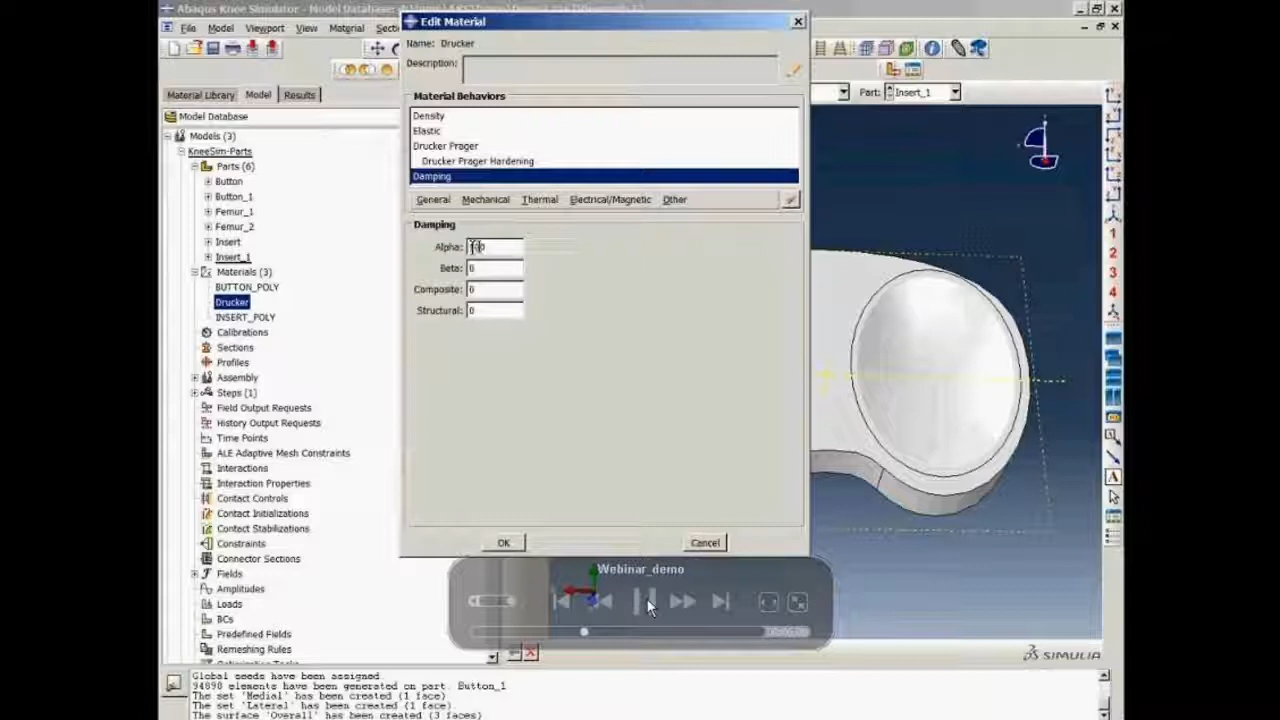 Abaqus Knee Simulator - Model Database:
Edit Material
File Model Viewport View Material
Name: Drucker
Description:
Part: Insert_1
Material Behaviors
Material Library Model Results
Density
Model Database
Elastic
Models (3)
Drucker Prager
KneeSim-Parts
Drucker Prager Hardening
Parts (6)
Damping
Button
Button_1
General Mechanical Thermal Electrical/Magnetic Other
Femur_1
Femur_2
Damping
Insert
Alpha:
Insert_1
Beta: 0
Materials (3)
BUTTON_POLY
Composite: 0
Drucker
Structural: 0
INSERT_POLY
Calibrations
Sections
Profiles
Assembly
Steps (1)
Field Output Requests
History Output Requests
Time Points
ALE Adaptive Mesh Constraints
Interactions
Interaction Properties
Contact Controls
Contact Initializations
Contact Stabilizations
Constraints
OK Cancel
Connector Sections
Fields
Webinar_demo
Amplitudes
Loads
BCs
Predefined Fields
Remeshing Rules
SIMULIA
Global seeds have been assigned
94890 elements have been generated on part. Button_1
The set 'Medial' has been created (1 face)
The set 'Lateral' has been created (1 face)
The surface 'Overall' has been created (3 faces)
1
2
3
4
A